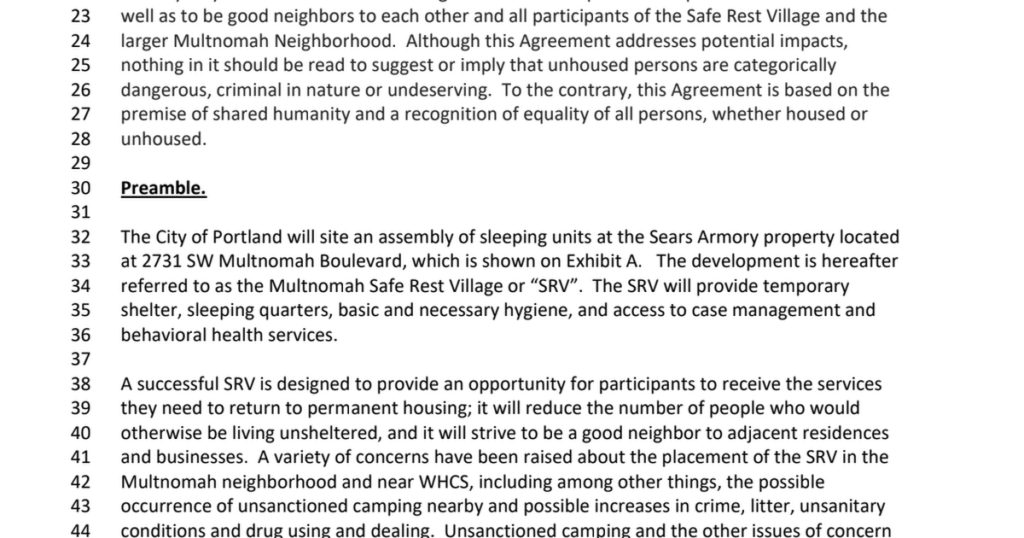 23 well as to be good neighbors to each other and all participants of the Safe Rest Village and the
24 larger Multnomah Neighborhood.  Although this Agreement addresses potential impacts,
25 nothing in it should be read to suggest or imply that unhoused persons are categorically
26 dangerous, criminal in nature or undeserving.  To the contrary, this Agreement is based on the
27 premise of shared humanity and a recognition of equality of all persons, whether housed or
28 unhoused.
29
30 Preamble.
31
32 The City of Portland will site an assembly of sleeping units at the Sears Armory property located
33 at 2731 SW Multnomah Boulevard, which is shown on Exhibit A.   The development is hereafter
34 referred to as the Multnomah Safe Rest Village or “SRV”.  The SRV will provide temporary
35 shelter, sleeping quarters, basic and necessary hygiene, and access to case management and
36 behavioral health services.
37
38 A successful SRV is designed to provide an opportunity for participants to receive the services
39 they need to return to permanent housing; it will reduce the number of people who would
40 otherwise be living unsheltered, and it will strive to be a good neighbor to adjacent residences
41 and businesses.  A variety of concerns have been raised about the placement of the SRV in the
42 Multnomah neighborhood and near WHCS, including among other things, the possible
43 occurrence of unsanctioned camping nearby and possible increases in crime, litter, unsanitary
44 conditions and drug using and dealing.  Unsanctioned camping and the other issues of concern